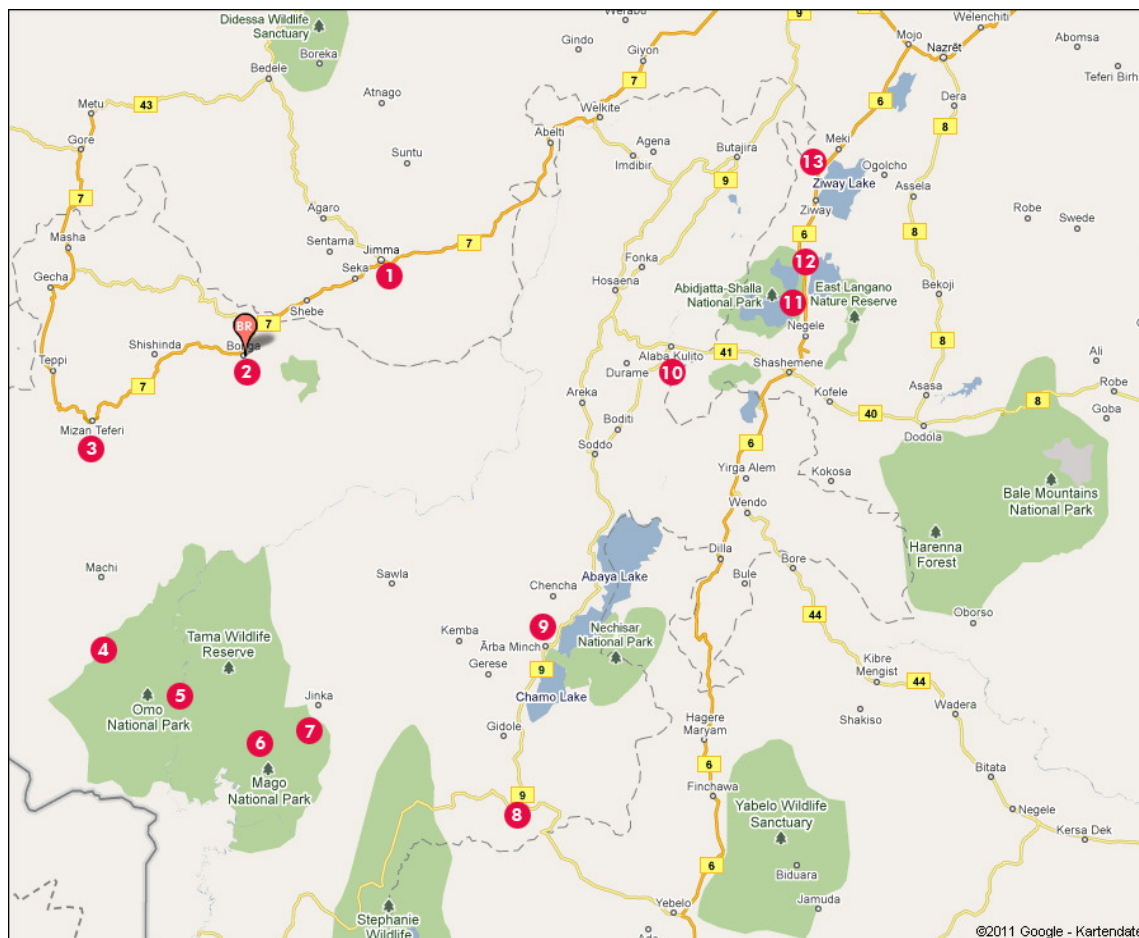 Didessa Wildlife
Sanctuary
Boreka
Bedele
Werabu
Gindo
Giyon
7
9
Welenchiti
Mojo
Nazrēt
Abomsa
Teferi Birh
Metu
43
Atnago
Welkite
6
Dera
Gore
Abelti
Agena
Imdibir
Butajira
Meki
8
Suntu
13
Ogolcho
Ziway Lake
9
7
Agaro
Ziway
Assela
Robe
Swede
Masha
Sentama
Jimma
7
6
8
Gecha
Seka
1
Fonka
12
Hosaena
Abidjatta-Shalla
National Park
11
East Langano
Nature Reserve
Bekoji
Shebe
BR
7
Negele
Shishinda
Bonga
2
Alaba Kulito
41
8
Teppi
Durame
10
Shashemene
Ali
7
Areka
Kofele
40
Asasa
8
Robe
Goba
Mizan Teferi
3
Boditi
Dodola
Soddo
6
Yirga Alem
Kokosa
Bale Mountains
National Park
Wendo
Harenna
Forest
Machi
Sawla
Abaya Lake
Dilla
Bule
Bore
Chencha
44
Oborso
4
Tama Wildlife
Reserve
Kemba
9
Ārba Minch
Nechisar
National Park
Kibre
Mengist
Gerese
9
44
5
Omo
National Park
Jinka
Chamo Lake
Wadera
7
Gidole
Hagere
Maryam
Shakiso
6
Mago
National Park
6
Bitata
9
8
Finchawa
Yabelo Wildlife
Sanctuary
Negele
Kersa Dek
6
Biduara
Stephanie
Wildlife
Yebelo
Jamuda
©2011 Google - Kartendate